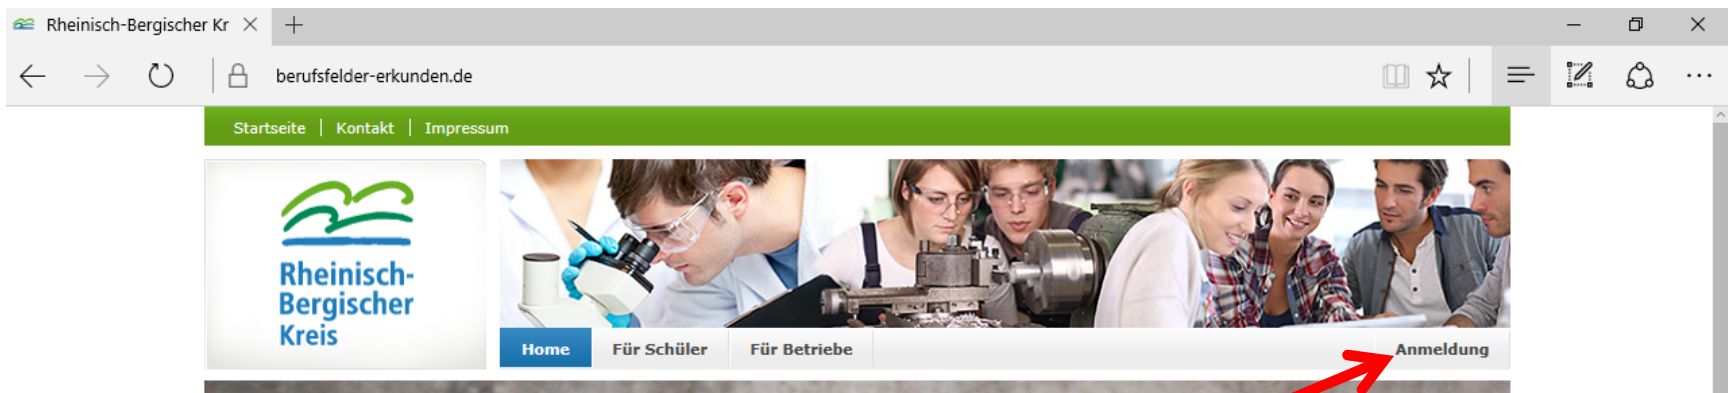 Rheinisch-Bergischer Kr
berufsfelder-erkunden.de
Startseite | Kontakt | Impressum
Rheinisch-
Bergischer
Kreis
Home Für Schüler Für Betriebe Anmeldung